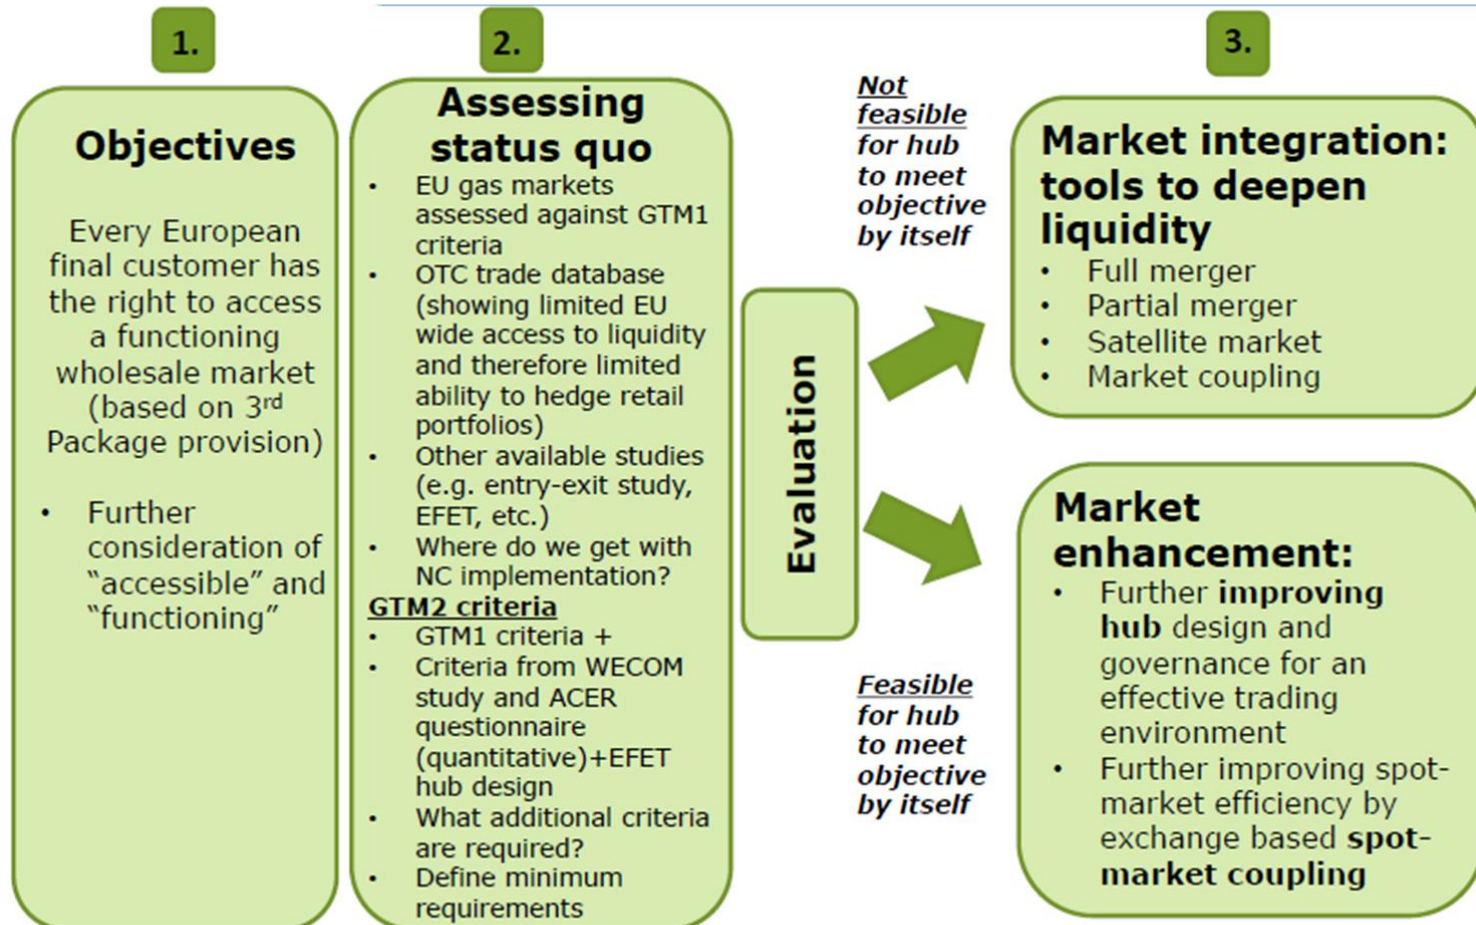 1.
Objectives
Every European
final customer has
the right to access
a functioning
wholesale market
(based on 3rd
Package provision)
• Further
consideration of
“accessible” and
“functioning”
2.
Assessing
status quo
• EU gas markets
assessed against GTM1
criteria
• OTC trade database
(showing limited EU
wide access to liquidity
and therefore limited
ability to hedge retail
portfolios)
• Other available studies
(e.g. entry-exit study,
EFET, etc.)
• Where do we get with
NC implementation?
GTM2 criteria
• GTM1 criteria +
• Criteria from WECOM
study and ACER
questionnaire
(quantitative)+EFET
hub design
• What additional criteria
are required?
• Define minimum
requirements
Evaluation
Not
feasible
for hub
to meet
objective
by itself
Feasible
for hub
to meet
objective
by itself
3.
Market integration:
tools to deepen
liquidity
• Full merger
• Partial merger
• Satellite market
• Market coupling
Market
enhancement:
• Further improving
hub design and
governance for an
effective trading
environment
• Further improving spot-
market efficiency by
exchange based spot-
market coupling